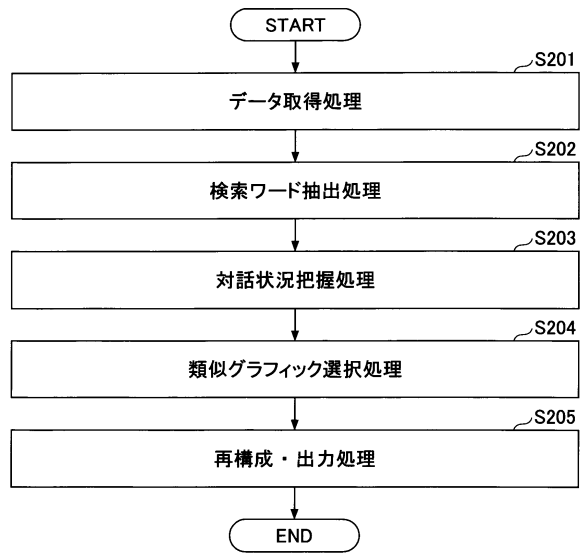 START
S201
データ取得処理
S202
検索ワード抽出処理
S203
対話状況把握処理
S204
類似グラフィック選択処理
S205
再構成・出力処理
END